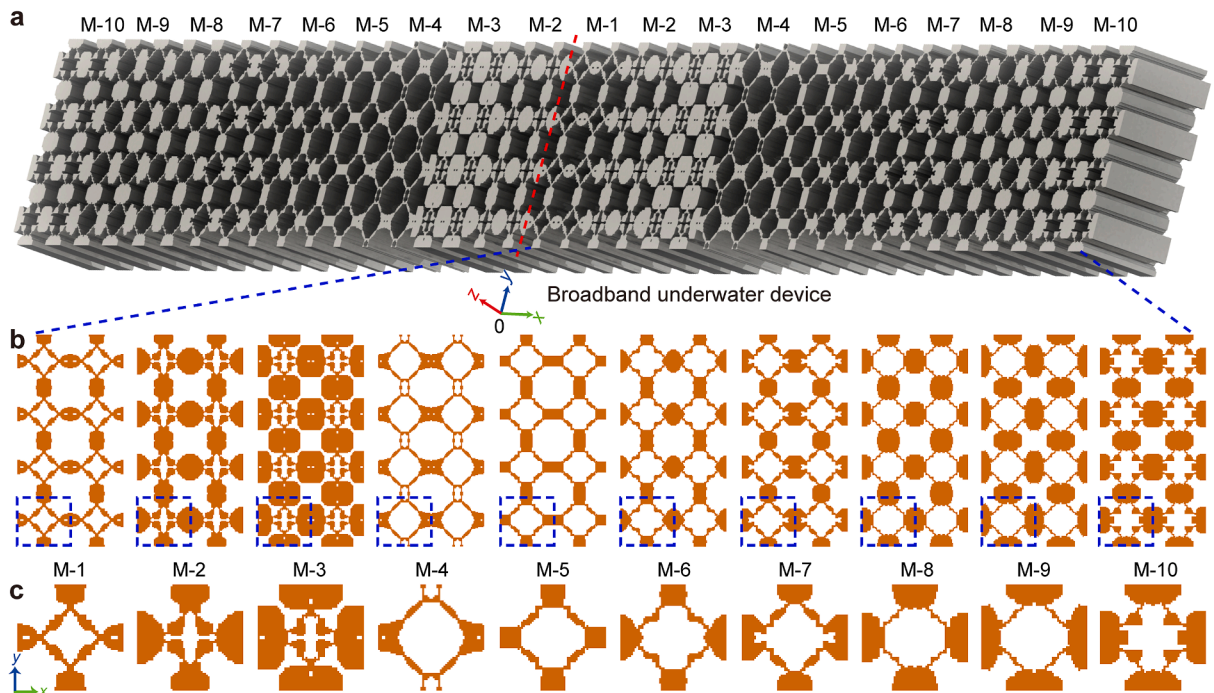 a
M-10 M-9 M-8 M-7 M-6 M-5 M-4 M-3 M-2 M-1 M-2 M-3 M-4 M-5 M-6 M-7 M-8 M-9 M-10
y
z
x
0
Broadband underwater device
b
M-1 M-2 M-3 M-4 M-5 M-6 M-7 M-8 M-9 M-10
c
y
x